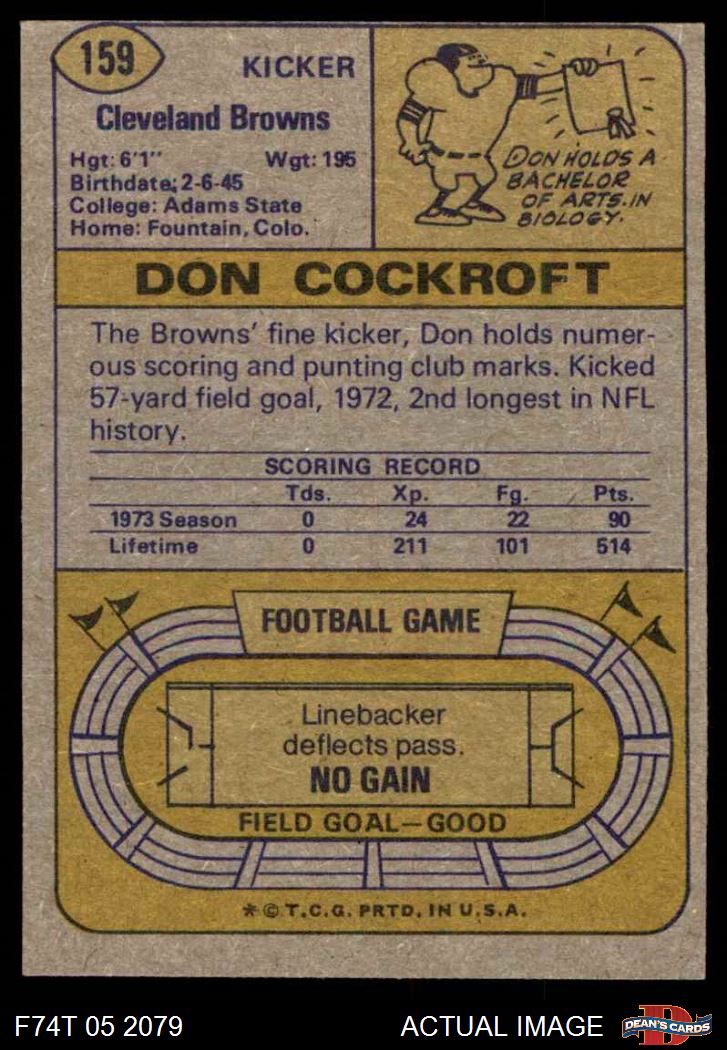 159
KICKER
Cleveland Browns
Hgt: 6'1" Wgt: 195
Birthdate: 2-6-45
College: Adams State
Home: Fountain, Colo.
DON HOLDS A
BACHELOR
OF ARTS IN
BIOLOGY.
DON COCKROFT
The Browns' fine kicker, Don holds numer-
ous scoring and punting club marks. Kicked
57-yard field goal, 1972, 2nd longest in NFL
history.
SCORING RECORD
Tds. Xp. Fg. Pts.
1973 Season 0 24 22 90
Lifetime 0 211 101 514
FOOTBALL GAME
Linebacker
deflects pass.
NO GAIN
FIELD GOAL—GOOD
*© T.C.G. PRTD. IN U.S.A.
F74T 05 2079 ACTUAL IMAGE
D
DEAN'S CARDS